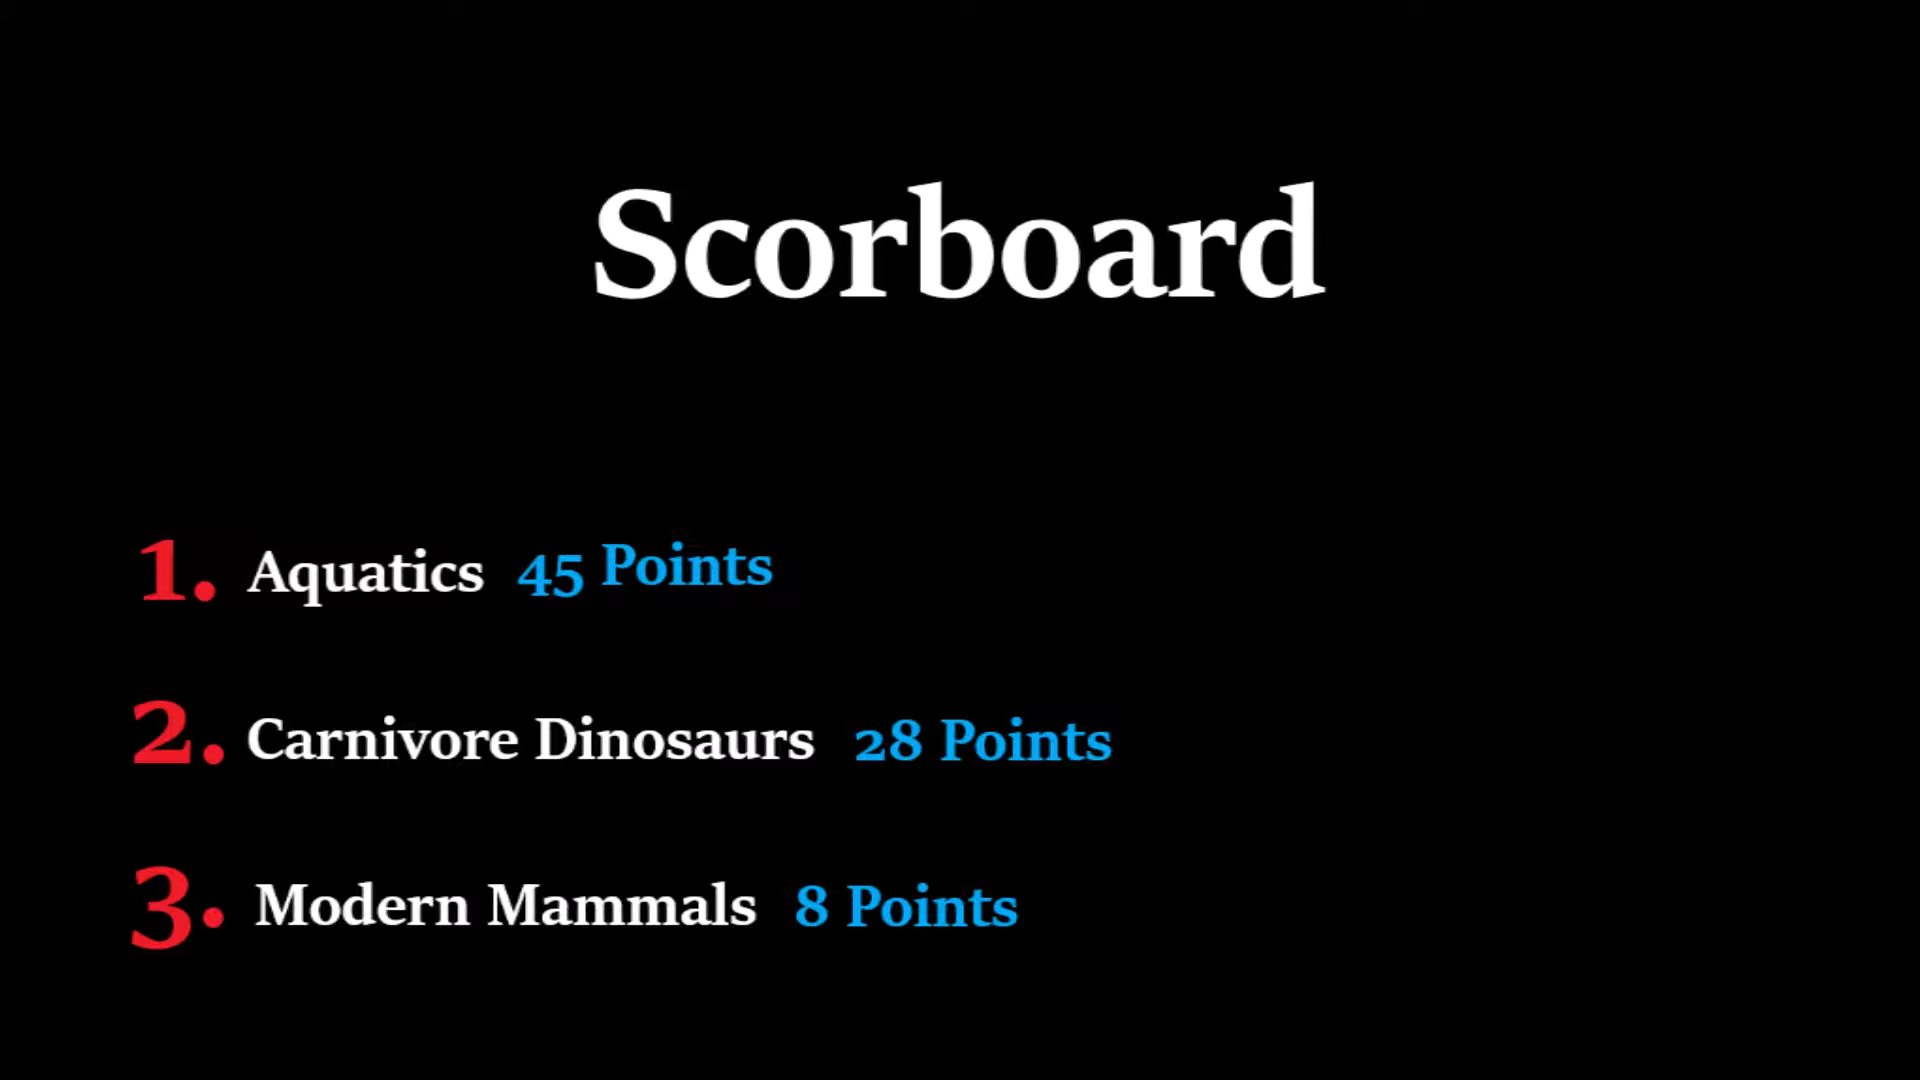 Scorboard
1. Aquatics 45 Points
2. Carnivore Dinosaurs 28 Points
3. Modern Mammals 8 Points